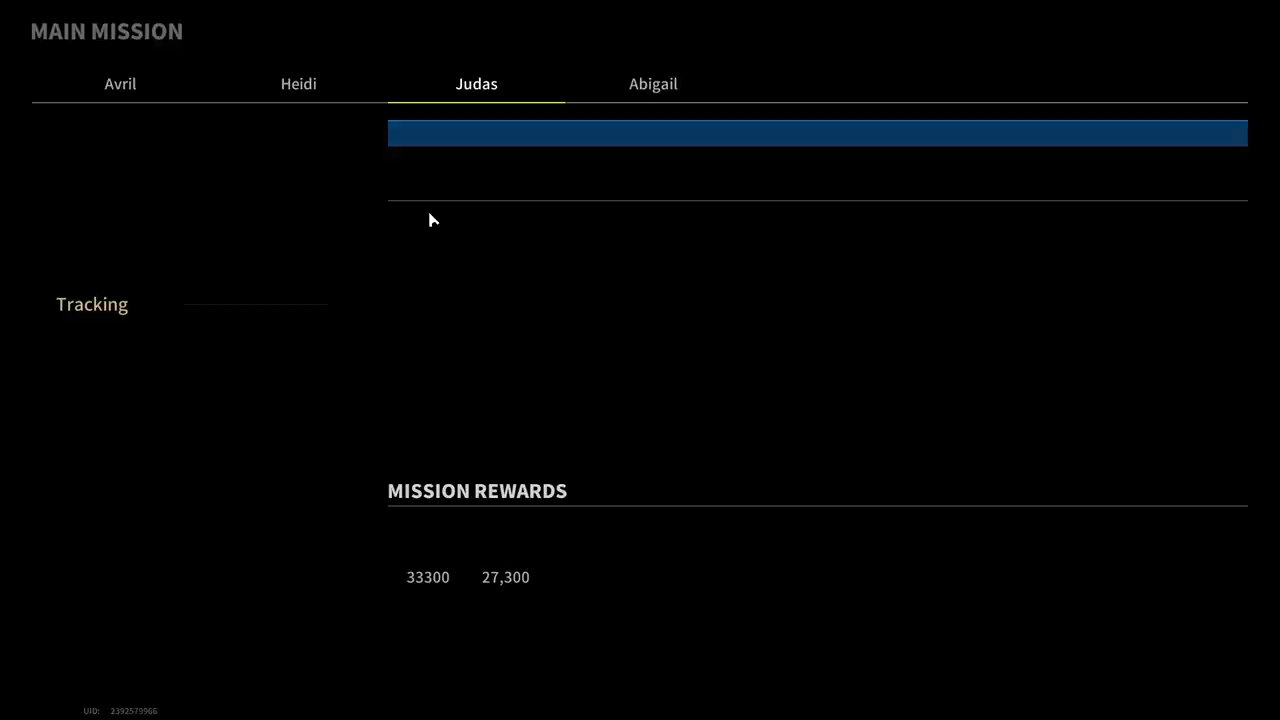 MAIN MISSION
Avril Heidi Judas Abigail
Tracking
MISSION REWARDS
33300 27,300
UID: 2392579966